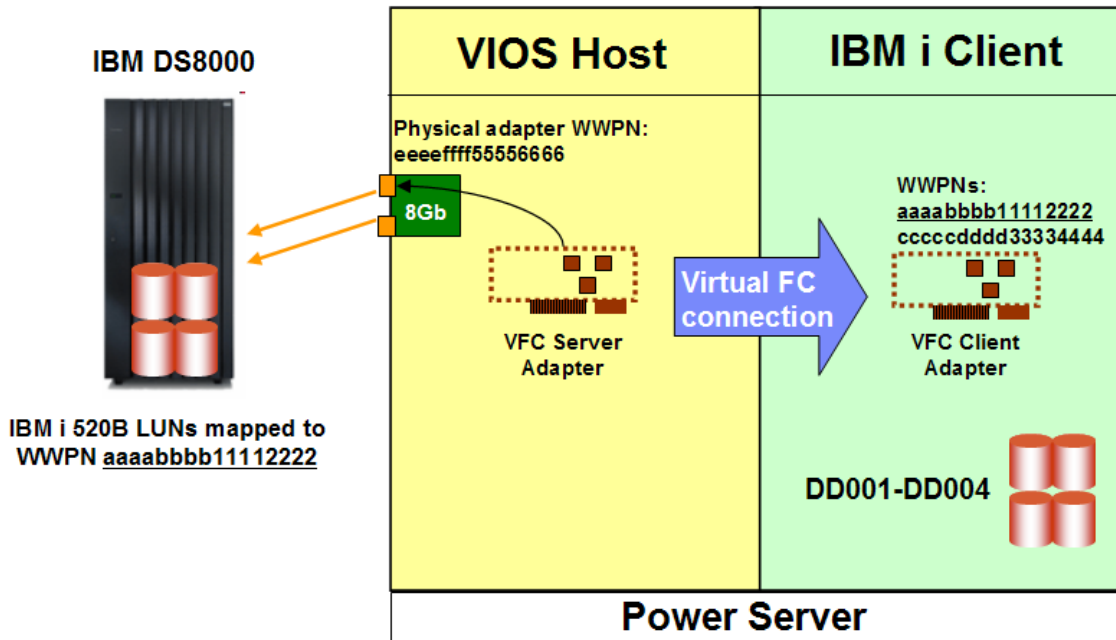 IBM DS8000
VIOS Host
IBM i Client
Physical adapter WWPN:
eeeeffff55556666
8Gb
WWPNs:
aaaabbbb11112222
cccccdddd33334444
Virtual FC
connection
VFC Server
Adapter
VFC Client
Adapter
IBM i 520B LUNs mapped to
WWPN aaaabbbb11112222
DD001-DD004
Power Server